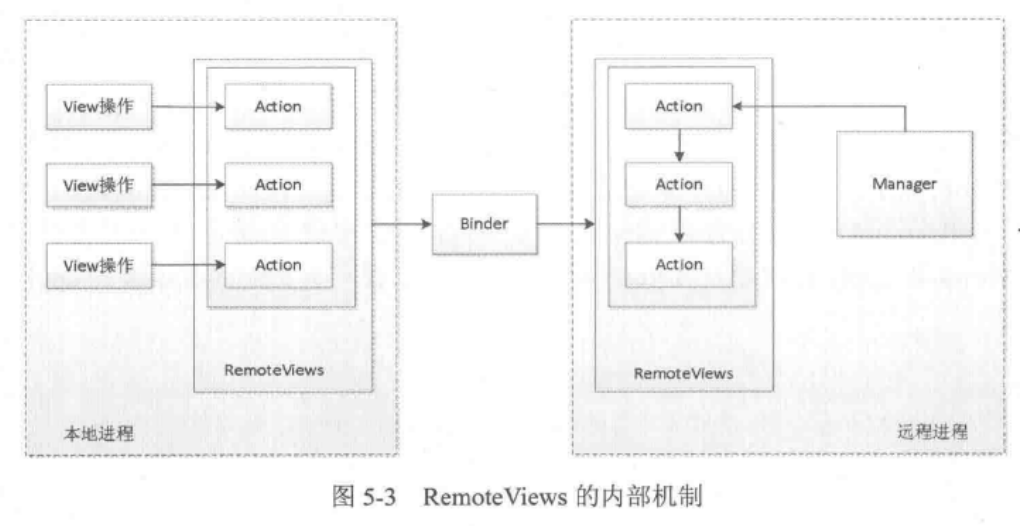 View操作
Action
View操作
Action
View操作
Action
RemoteViews
本地进程
Binder
Action
Action
Action
RemoteViews
Manager
远程进程
图 5-3 RemoteViews 的内部机制